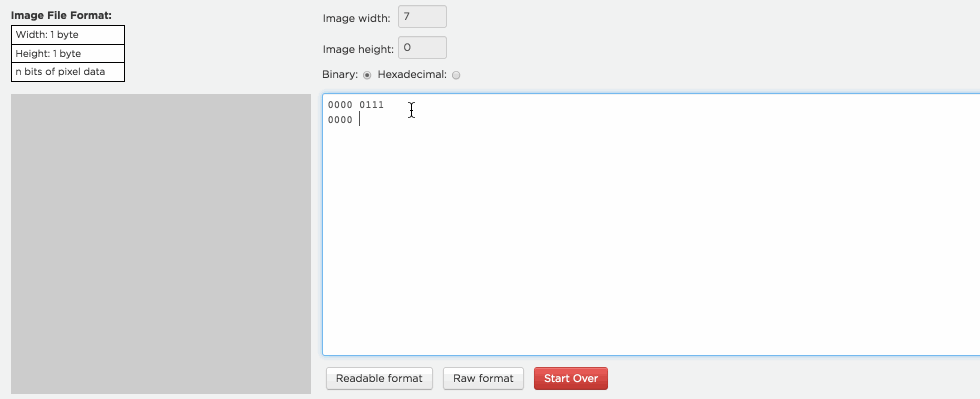 Image File Format:
Width: 1 byte
Height: 1 byte
n bits of pixel data
Image width: 7
Image height: 0
Binary: Hexadecimal:
0000 0111
0000
Readable format Raw format Start Over